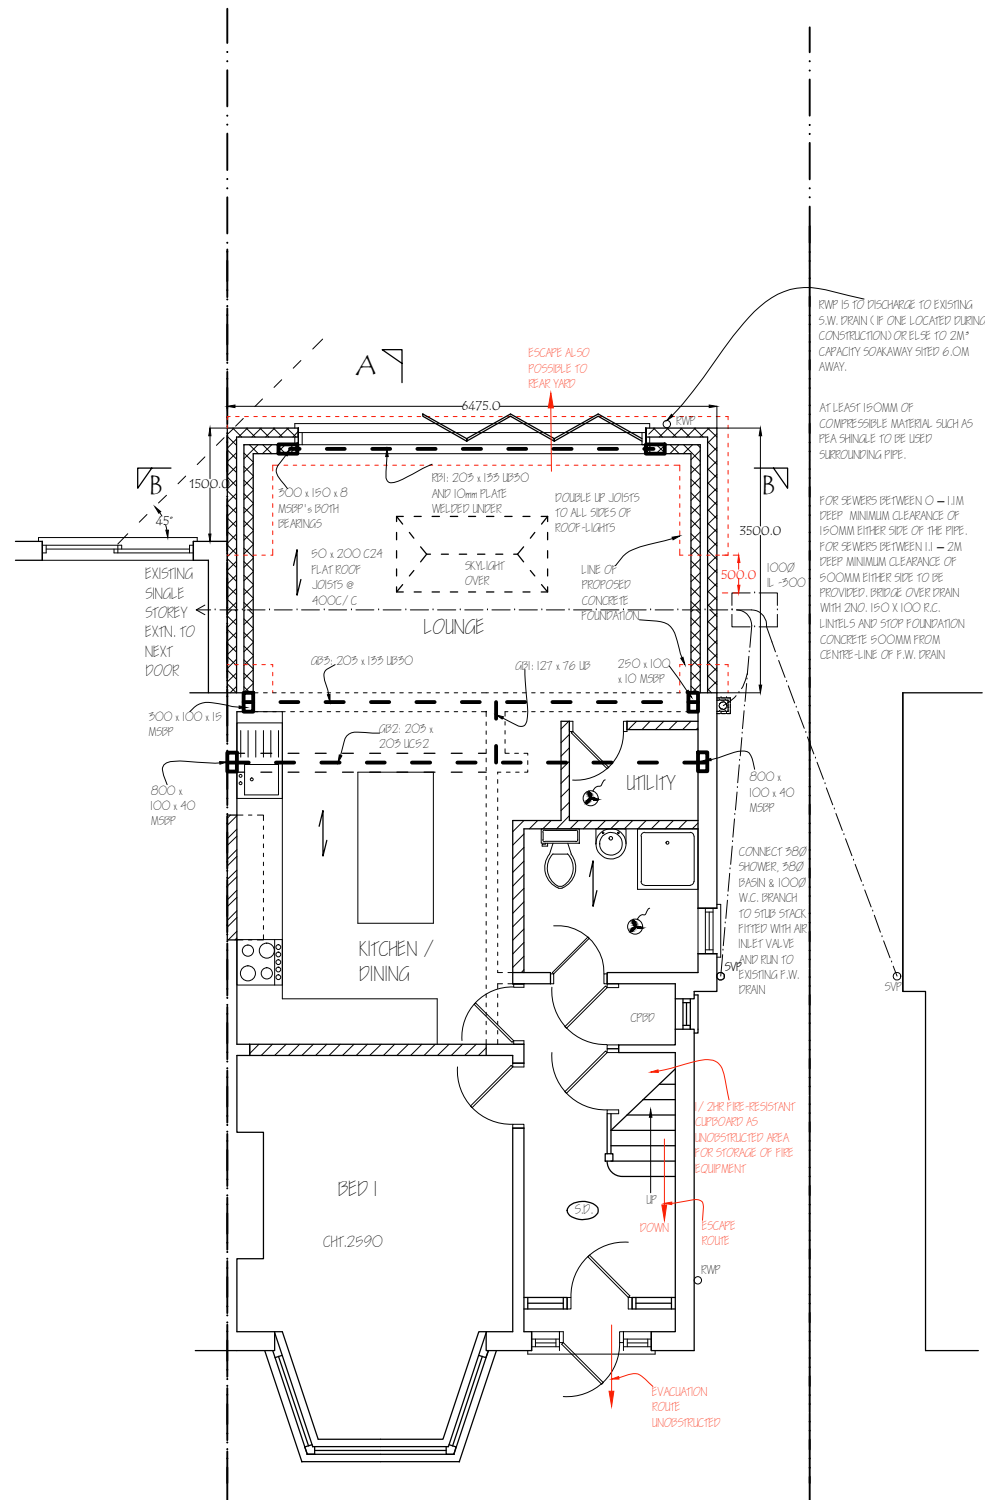 RWP IS TO DISCHARGE TO EXISTING
S.W. DRAIN ( IF ONE LOCATED DURING
CONSTRUCTION) OR ELSE TO 2M³
CAPACITY SOAKAWAY SITED 6.0M
AWAY.
ESCAPE ALSO
POSSIBLE TO
REAR YARD
A
6475.0
RWP
AT LEAST 150MM OF
COMPRESSIBLE MATERIAL SUCH AS
PEA SHINGLE TO BE USED
SURROUNDING PIPE.
B
1500.0
45°
300 x 150 x 8
MSBP's BOTH
BEARINGS
RB1: 203 x 133 UB30
AND 10mm PLATE
WELDED UNDER
DOUBLE UP JOISTS
TO ALL SIDES OF
ROOF-LIGHTS
B
3500.0
FOR SEWERS BETWEEN 0 – 1.1M
DEEP MINIMUM CLEARANCE OF
150MM EITHER SIDE OF THE PIPE.
FOR SEWERS BETWEEN 1.1 – 2M
DEEP MINIMUM CLEARANCE OF
500MM EITHER SIDE TO BE
PROVIDED. BRIDGE OVER DRAIN
WITH 2NO. 150 X 100 R.C.
LINTELS AND STOP FOUNDATION
CONCRETE 500MM FROM
CENTRE-LINE OF F.W. DRAIN
EXISTING
SINGLE
STOREY
EXTN. TO
NEXT
DOOR
50 x 200 C24
FLAT ROOF
JOISTS @
400C/ C
SKYLIGHT
OVER
LINE OF
PROPOSED
CONCRETE
FOUNDATION
500.0
100Ø
IL -300
LOUNGE
GB3: 203 x 133 UB30
GB1: 127 x 76 UB
250 x 100
x 10 MSBP
300 x 100 x 15
MSBP
GB2: 203 x
203 UC52
800 x
100 x 40
MSBP
UTILITY
800 x
100 x 40
MSBP
CONNECT 38Ø
SHOWER, 38Ø
BASIN & 100Ø
W.C. BRANCH
TO STUB STACK
FITTED WITH AIR
INLET VALVE
AND RUN TO
EXISTING F.W.
DRAIN
KITCHEN /
DINING
SVP
SVP
CPBD
1/ 2HR FIRE-RESISTANT
CUPBOARD AS
UNOBSTRUCTED AREA
FOR STORAGE OF FIRE
EQUIPMENT
BED 1
CHT:2590
S.D.
UP
DOWN
ESCAPE
ROUTE
RWP
EVACUATION
ROUTE
UNOBSTRUCTED